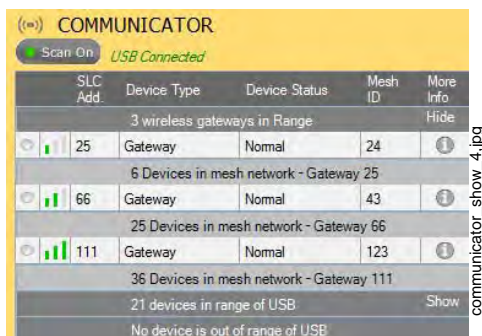 ((∞)) COMMUNICATOR
Scan On USB Connected
SLC Add. Device Type Device Status Mesh ID More Info
3 wireless gateways in Range Hide
25 Gateway Normal 24
6 Devices in mesh network - Gateway 25
66 Gateway Normal 43
25 Devices in mesh network - Gateway 66
111 Gateway Normal 123
36 Devices in mesh network - Gateway 111
21 devices in range of USB Show
No device is out of range of USB
communicator show 4.jpg